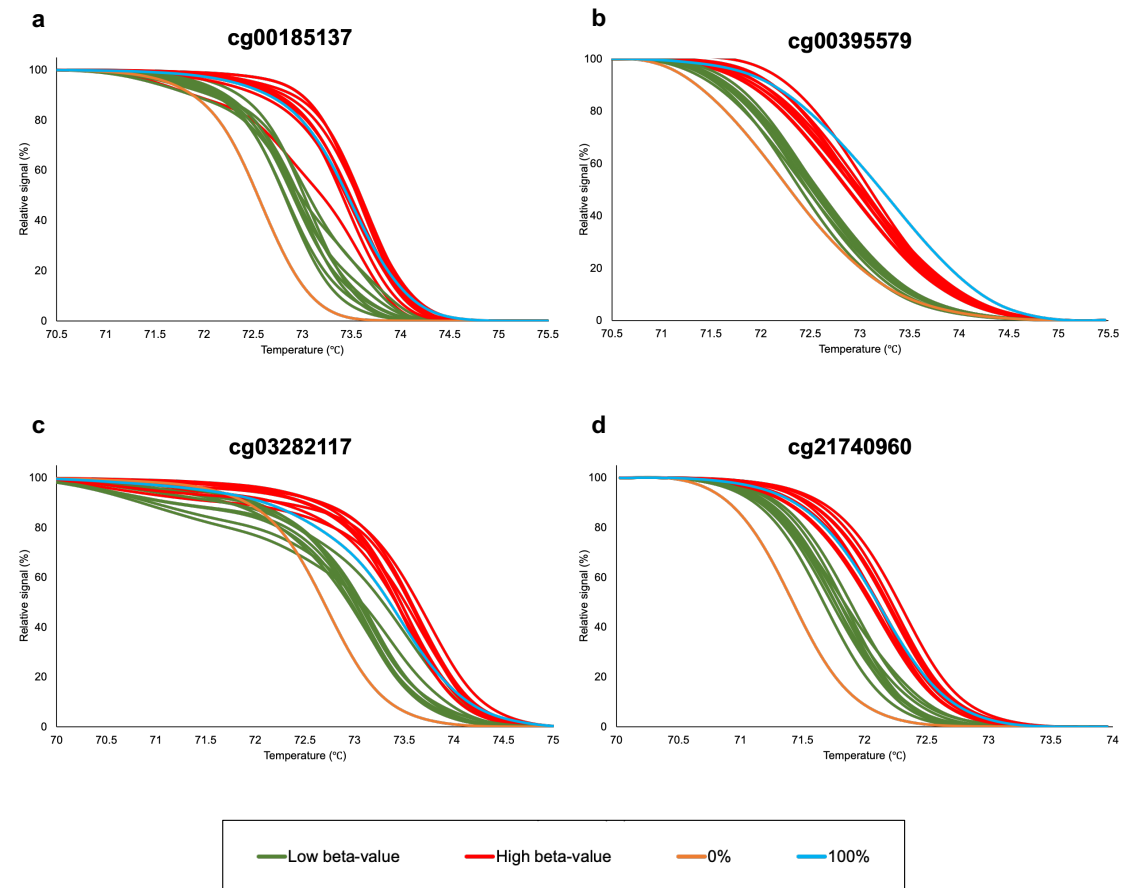 a
cg00185137
Relative signal (%)
100
80
60
40
20
0
70.5 71 71.5 72 72.5 73 73.5 74 74.5 75 75.5
Temperature (℃)
b
cg00395579
Relative signal (%)
100
80
60
40
20
0
70.5 71 71.5 72 72.5 73 73.5 74 74.5 75 75.5
Temperature (℃)
c
cg03282117
Relative signal (%)
100
80
60
40
20
0
70 70.5 71 71.5 72 72.5 73 73.5 74 74.5 75
Temperature (℃)
d
cg21740960
Relative signal (%)
100
80
60
40
20
0
70 70.5 71 71.5 72 72.5 73 73.5 74
Temperature (℃)
Low beta-value High beta-value 0% 100%